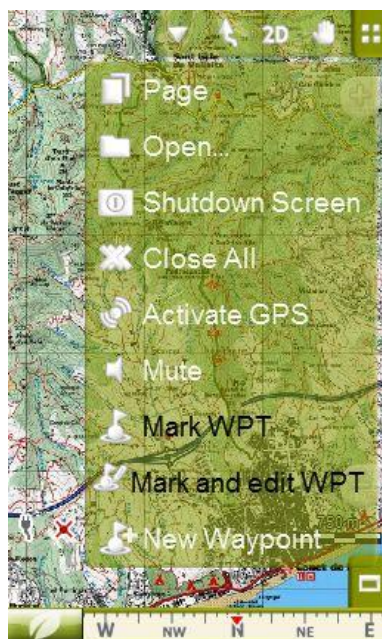 2D
Page
Open...
Shutdown Screen
Close All
Activate GPS
Mute
Mark WPT
Mark and edit WPT
750 m
New Waypoint
W NW N NE E